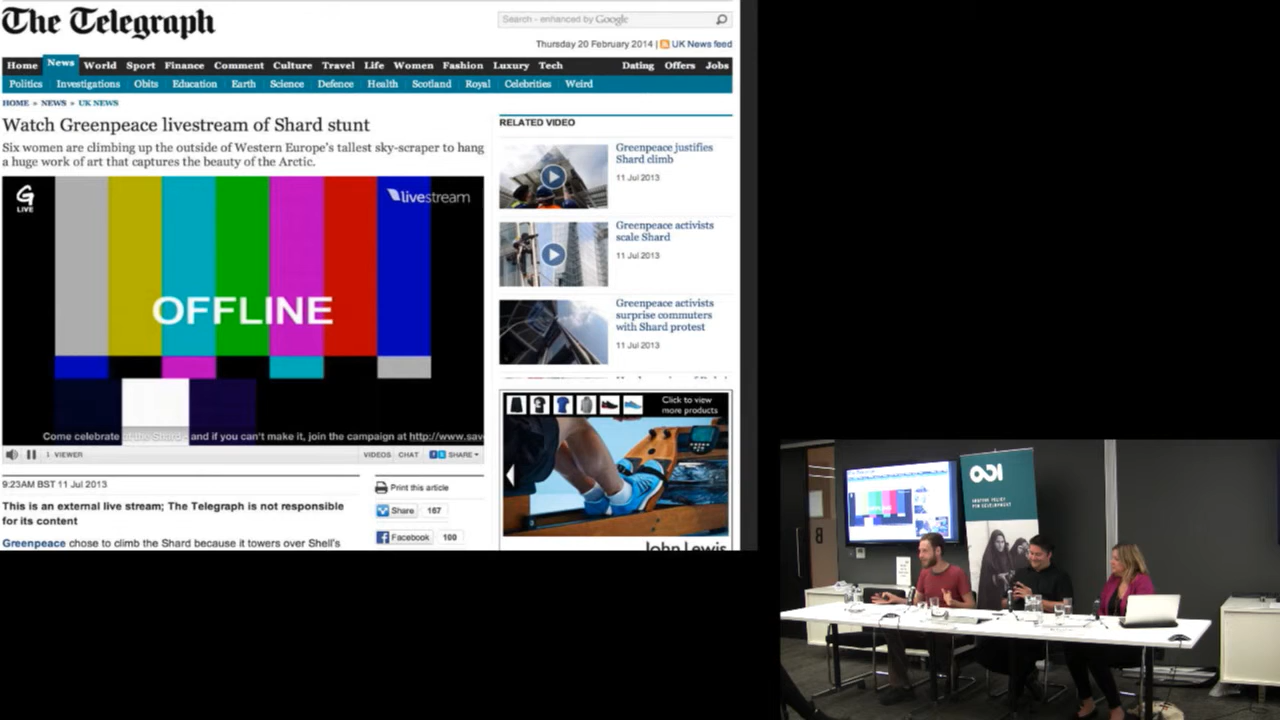 The Telegraph
Search - enhanced by Google
Thursday 20 February 2014 | UK News feed
Home News World Sport Finance Comment Culture Travel Life Women Fashion Luxury Tech Dating Offers Jobs
Politics Investigations Obits Education Earth Science Defence Health Scotland Royal Celebrities Weird
HOME » NEWS » UK NEWS
Watch Greenpeace livestream of Shard stunt
Six women are climbing up the outside of Western Europe's tallest sky-scraper to hang
a huge work of art that captures the beauty of the Arctic.
G
LIVE
livestream
OFFLINE
Come celebrate at the Shard and if you can't make it, join the campaign at http://www.sav
1 VIEWER VIDEOS CHAT SHARE
9:23AM BST 11 Jul 2013
This is an external live stream; The Telegraph is not responsible
for its content
Greenpeace chose to climb the Shard because it towers over Shell's
Print this article
Share 167
Facebook 100
RELATED VIDEO
Greenpeace justifies
Shard climb
11 Jul 2013
Greenpeace activists
scale Shard
11 Jul 2013
Greenpeace activists
surprise commuters
with Shard protest
11 Jul 2013
Click to view
more products
John Lewis
ODI
SHAPING POLICY
FOR DEVELOPMENT
OFFLINE